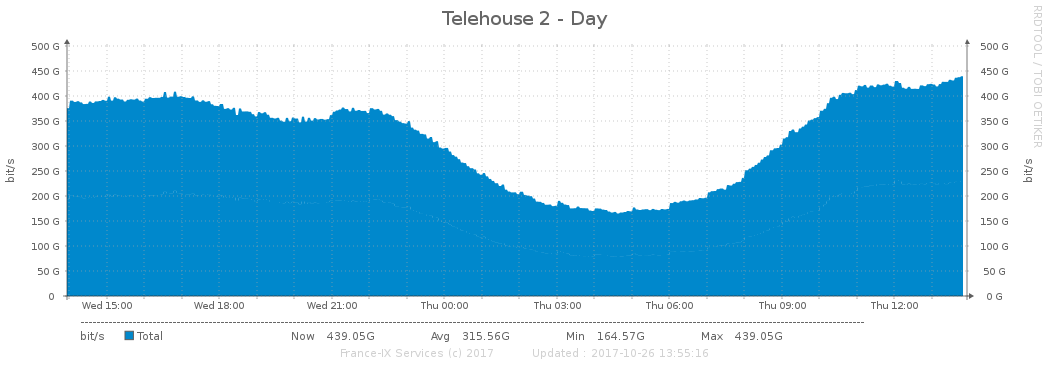 Telehouse 2 - Day
RRDTOOL / TOBI OETIKER
500 G 500 G
450 G 450 G
400 G 400 G
350 G 350 G
300 G 300 G
250 G 250 G
200 G 200 G
150 G 150 G
100 G 100 G
50 G 50 G
0 0 G
bit/s bit/s
Wed 15:00 Wed 18:00 Wed 21:00 Thu 00:00 Thu 03:00 Thu 06:00 Thu 09:00 Thu 12:00
bit/s Total Now 439.05G Avg 315.56G Min 164.57G Max 439.05G
France-IX Services (c) 2017 Updated : 2017-10-26 13:55:16